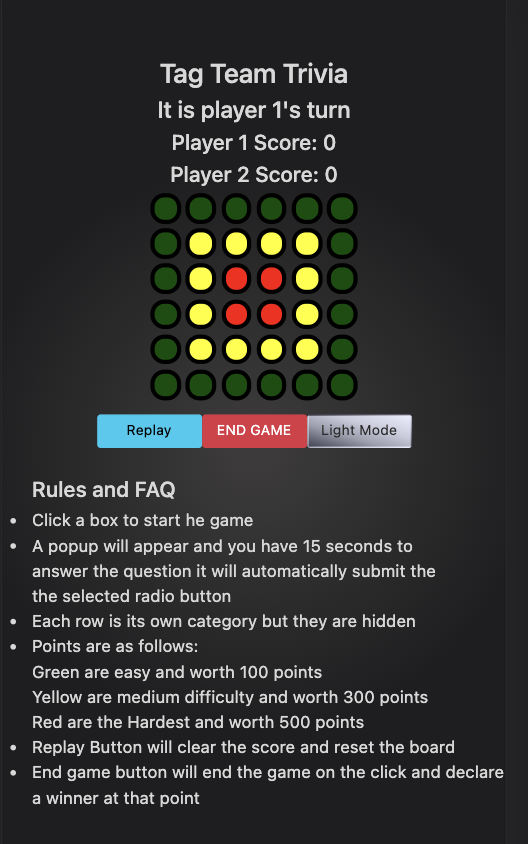 Tag Team Trivia
It is player 1's turn
Player 1 Score: 0
Player 2 Score: 0
Replay
END GAME
Light Mode
Rules and FAQ
• Click a box to start he game
• A popup will appear and you have 15 seconds to
answer the question it will automatically submit the
the selected radio button
• Each row is its own category but they are hidden
• Points are as follows:
Green are easy and worth 100 points
Yellow are medium difficulty and worth 300 points
Red are the Hardest and worth 500 points
• Replay Button will clear the score and reset the board
• End game button will end the game on the click and declare
a winner at that point